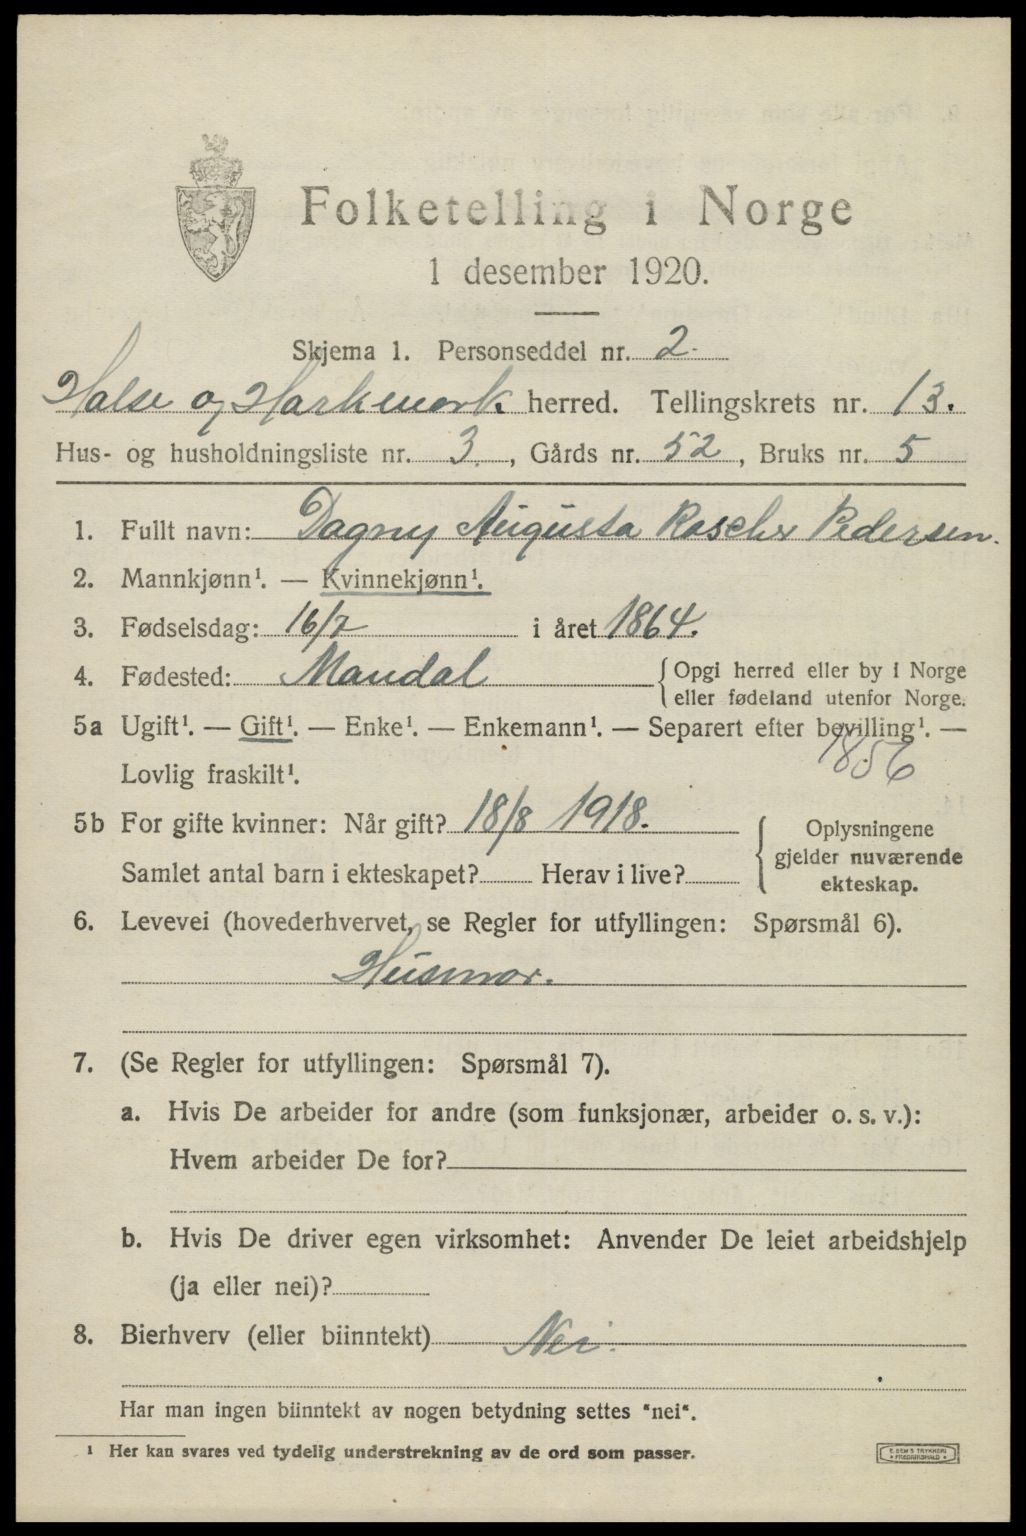 Folketelling i Norge
1 desember 1920.
Skjema 1. Personseddel nr. 2.
Halse og Harkmark herred. Tellingskrets nr. 13.
Hus- og husholdningsliste nr. 3, Gårds nr. 52, Bruks nr. 5
1. Fullt navn: Dagny Augusta Roscher Pedersen.
2. Mannkjønn¹. — Kvinnekjønn¹.
3. Fødselsdag: 16/7 i året 1864.
4. Fødested: Mandal { Opgi herred eller by i Norge
eller fødeland utenfor Norge.
5a Ugift¹. — Gift¹. — Enke¹. — Enkemann¹. — Separert efter bevilling¹. —
1856
Lovlig fraskilt¹.
5b For gifte kvinner: Når gift? 18/8 1918. { Oplysningene
gjelder nuværende
Samlet antal barn i ekteskapet? Herav i live? ekteskap.
6. Levevei (hovederhvervet, se Regler for utfyllingen: Spørsmål 6).
Husmor.
7. (Se Regler for utfyllingen: Spørsmål 7).
a. Hvis De arbeider for andre (som funksjonær, arbeider o. s. v.):
Hvem arbeider De for?
b. Hvis De driver egen virksomhet: Anvender De leiet arbeidshjelp
(ja eller nei)?
8. Bierhverv (eller biinntekt) Nei.
Har man ingen biinntekt av nogen betydning settes "nei".
¹ Her kan svares ved tydelig understrekning av de ord som passer.
E. SEM'S TRYKKERI
FREDRIKSHALD